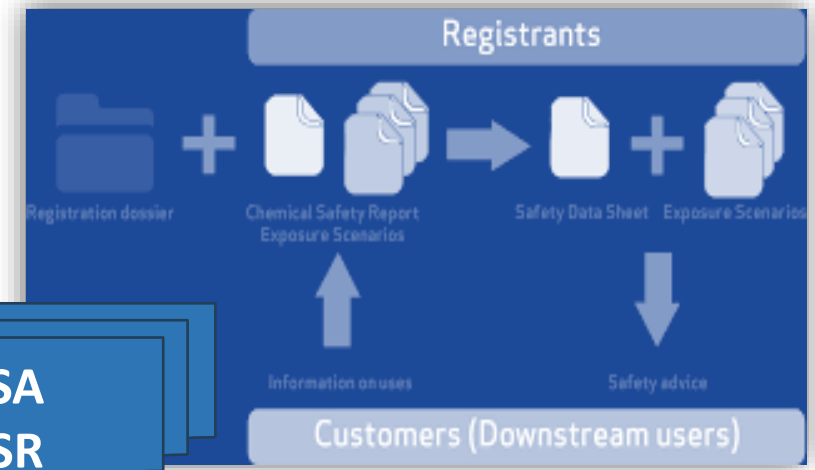 Registrants
Registration dossier
Chemical Safety Report
Exposure Scenarios
Safety Data Sheet
Exposure Scenarios
Information on uses
Safety advice
Customers (Downstream users)
SA
SR